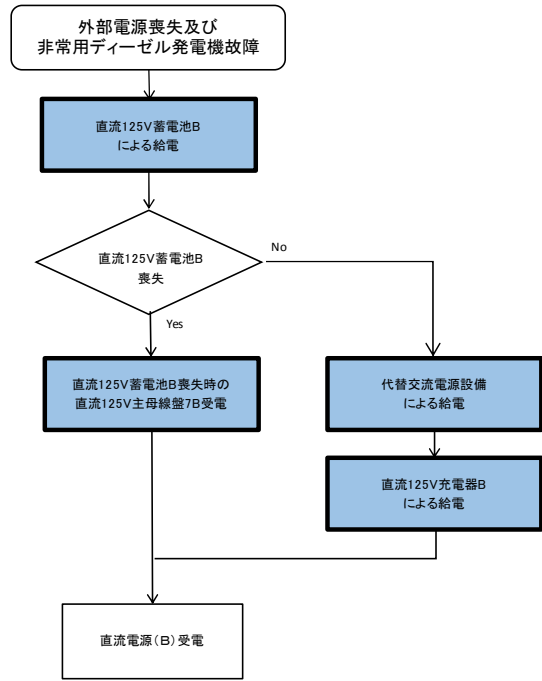 外部電源喪失及び
非常用ディーゼル発電機故障
直流125V蓄電池B
による給電
直流125V蓄電池B
喪失
No
Yes
直流125V蓄電池B喪失時の
直流125V主母線盤7B受電
代替交流電源設備
による給電
直流125V充電器B
による給電
直流電源(B)受電